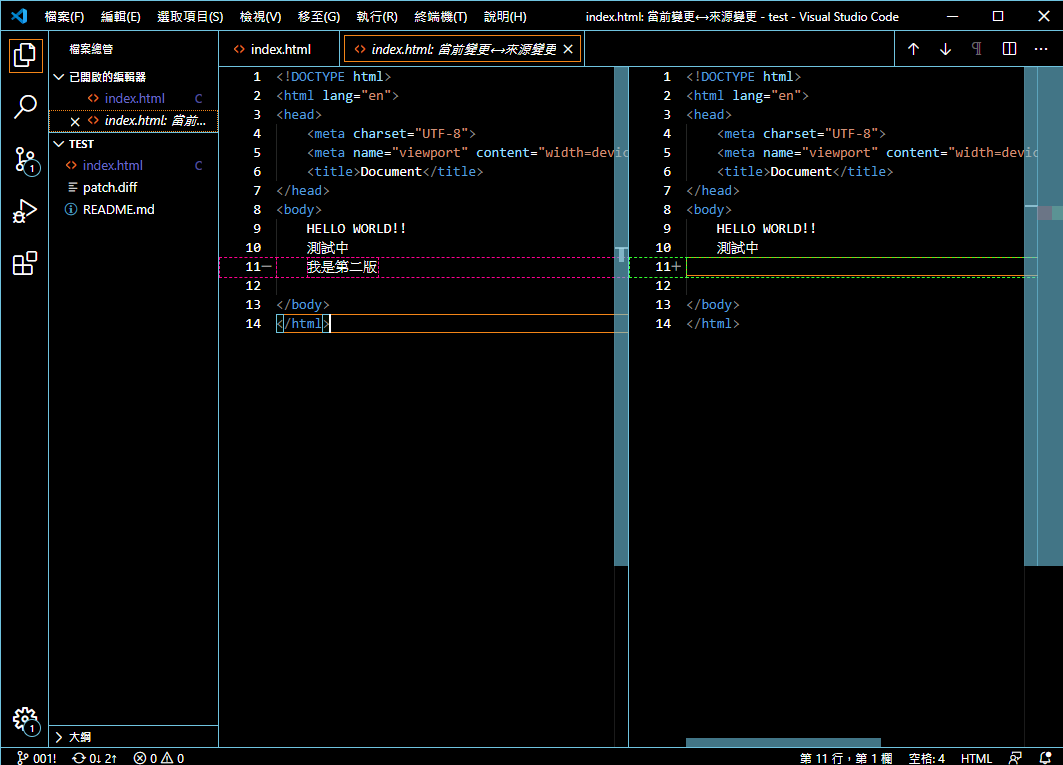 檔案(F) 編輯(E) 選取項目(S) 檢視(V) 移至(G) 執行(R) 終端機(T) 說明(H) index.html: 當前變更↔來源變更 - test - Visual Studio Code
檔案總管
已開啟的編輯器
index.html C
index.html: 當前...
TEST
index.html C
patch.diff
README.md
大綱
1
1
index.html
index.html: 當前變更↔來源變更
1 <!DOCTYPE html>
2 <html lang="en">
3 <head>
4 <meta charset="UTF-8">
5 <meta name="viewport" content="width=devic
6 <title>Document</title>
7 </head>
8 <body>
9 HELLO WORLD!!
10 測試中
11− 我是第二版
12
13 </body>
14 </html>
1 <!DOCTYPE html>
2 <html lang="en">
3 <head>
4 <meta charset="UTF-8">
5 <meta name="viewport" content="width=devic
6 <title>Document</title>
7 </head>
8 <body>
9 HELLO WORLD!!
10 測試中
11+
12
13 </body>
14 </html>
001! 0↓ 2↑ 0 0 第 11 行，第 1 欄 空格: 4 HTML